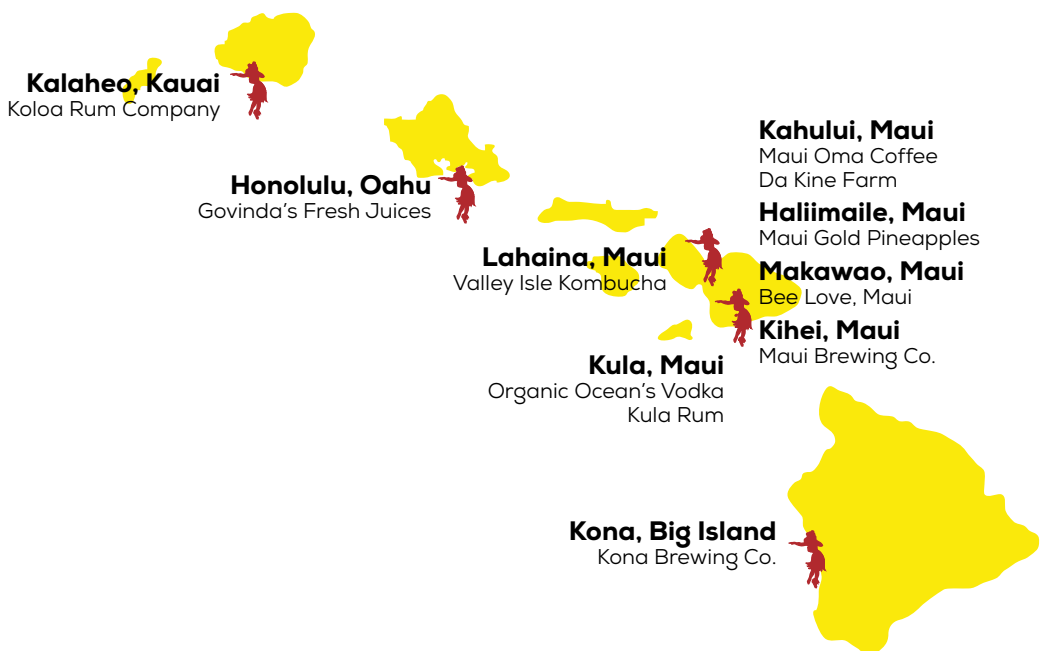 Kalaheo, Kauai
Koloa Rum Company
Honolulu, Oahu
Govinda's Fresh Juices
Lahaina, Maui
Valley Isle Kombucha
Kahului, Maui
Maui Oma Coffee
Da Kine Farm
Haliimaile, Maui
Maui Gold Pineapples
Makawao, Maui
Bee Love, Maui
Kihei, Maui
Maui Brewing Co.
Kula, Maui
Organic Ocean's Vodka
Kula Rum
Kona, Big Island
Kona Brewing Co.